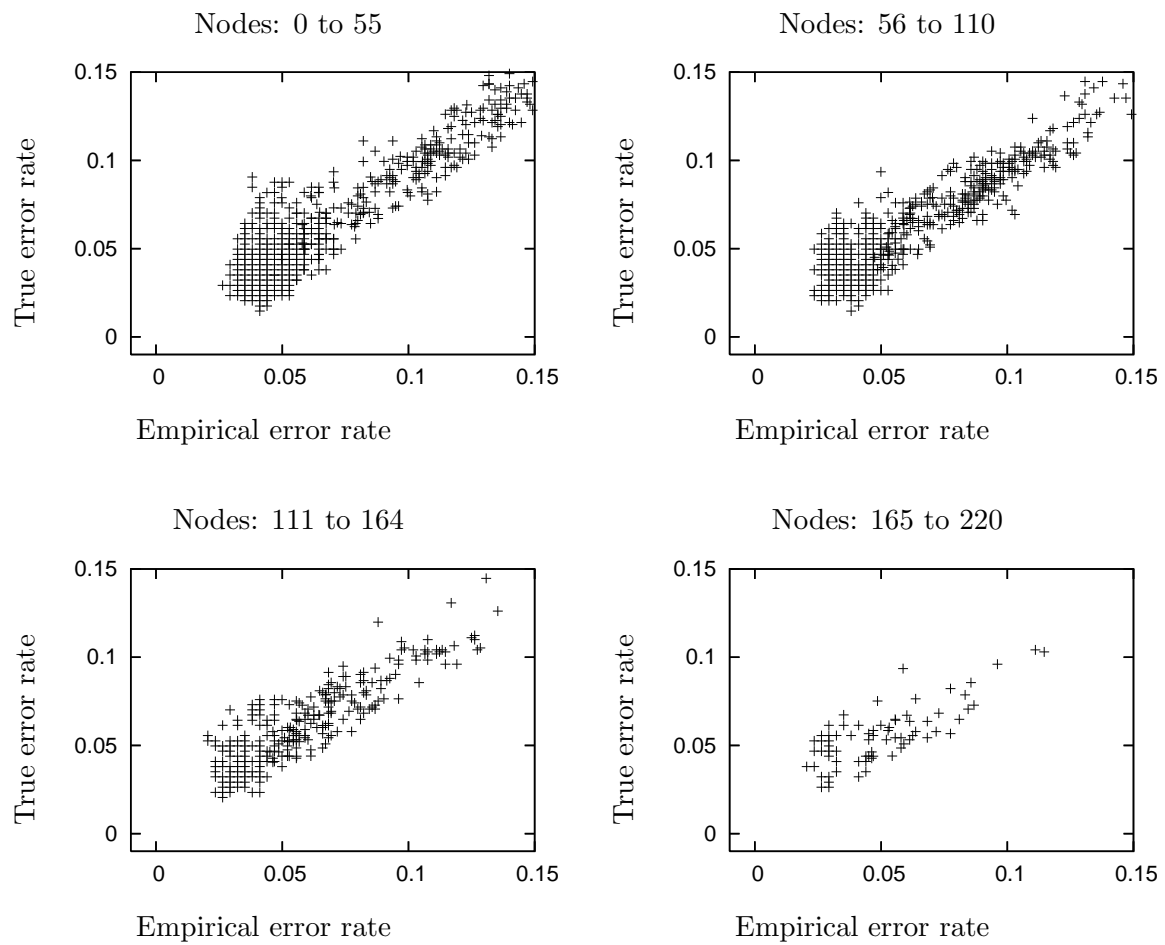 Nodes: 0 to 55
0.15
0.1
0.05
0
True error rate
0 0.05 0.1 0.15
Empirical error rate
Nodes: 56 to 110
0.15
0.1
0.05
0
True error rate
0 0.05 0.1 0.15
Empirical error rate
Nodes: 111 to 164
0.15
0.1
0.05
0
True error rate
0 0.05 0.1 0.15
Empirical error rate
Nodes: 165 to 220
0.15
0.1
0.05
0
True error rate
0 0.05 0.1 0.15
Empirical error rate